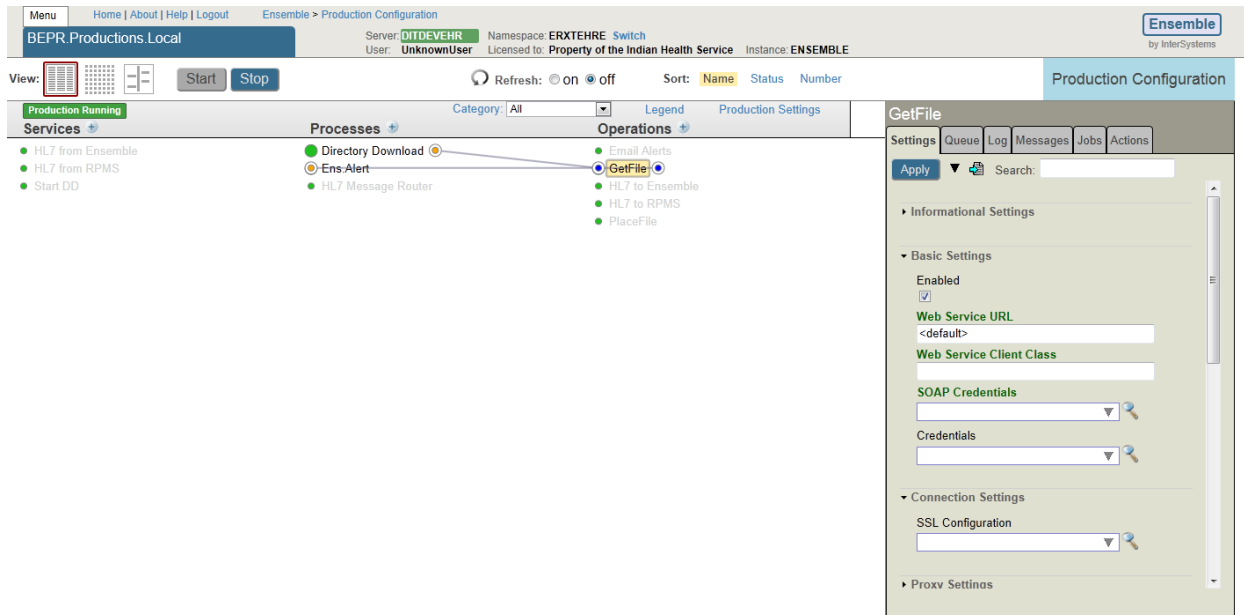 Menu Home | About | Help | Logout Ensemble > Production Configuration
BEPR.Productions.Local
Server: DITDEVEHR Namespace: ERXTEHRE Switch
User: UnknownUser Licensed to: Property of the Indian Health Service Instance: ENSEMBLE
Ensemble
by InterSystems
View: Start Stop Refresh: on off Sort: Name Status Number
Production Configuration
Production Running Category: All Legend Production Settings
Services Processes Operations
HL7 from Ensemble Directory Download Email Alerts
HL7 from RPMS Ens.Alert GetFile
Start DD HL7 Message Router HL7 to Ensemble
HL7 to RPMS
PlaceFile
GetFile
Settings Queue Log Messages Jobs Actions
Apply Search:
Informational Settings
Basic Settings
Enabled
Web Service URL
<default>
Web Service Client Class
SOAP Credentials
Credentials
Connection Settings
SSL Configuration
Proxy Settings